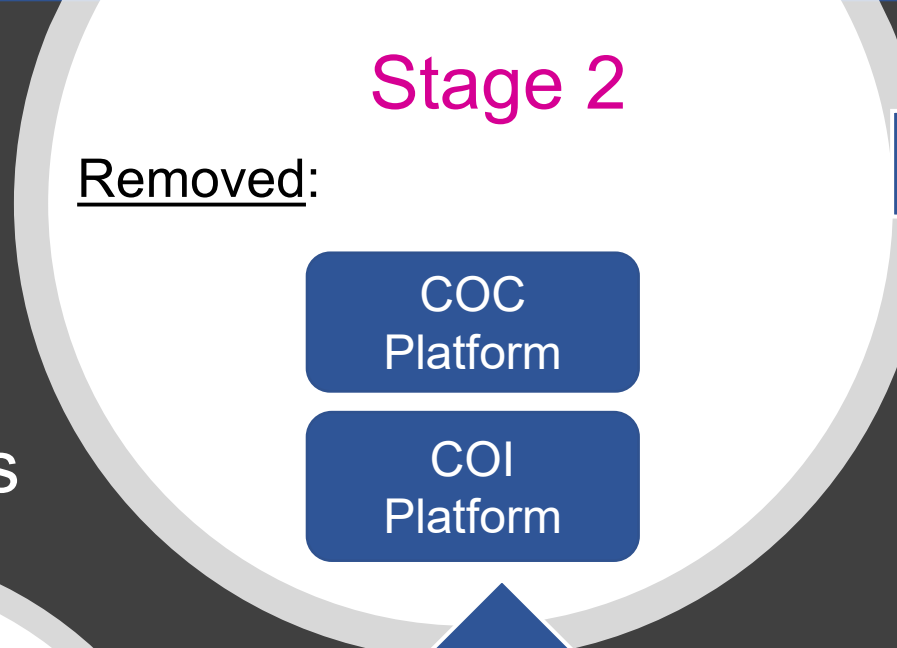 Stage 2
Removed:
COC
Platform
COI
Platform
s